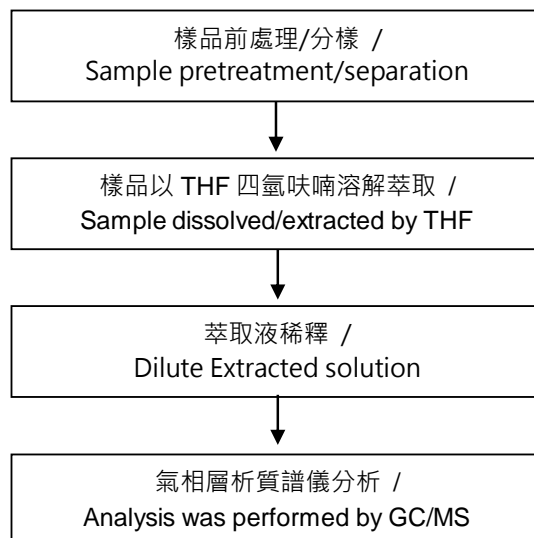 樣品前處理/分樣 /
Sample pretreatment/separation
樣品以 THF 四氫呋喃溶解萃取 /
Sample dissolved/extracted by THF
萃取液稀釋 /
Dilute Extracted solution
氣相層析質譜儀分析 /
Analysis was performed by GC/MS